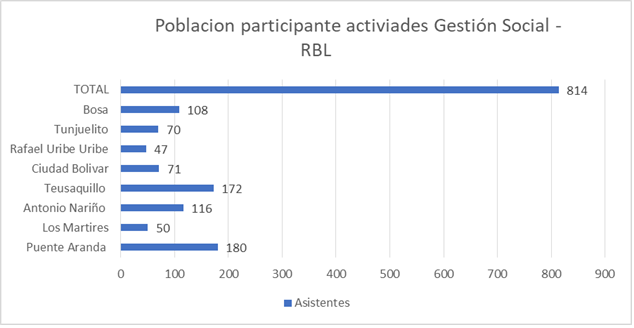 Poblacion participante activiades Gestión Social -
RBL
TOTAL 814
Bosa 108
Tunjuelito 70
Rafael Uribe Uribe 47
Ciudad Bolivar 71
Teusaquillo 172
Antonio Nariño 116
Los Martires 50
Puente Aranda 180
0 100 200 300 400 500 600 700 800 900
Asistentes